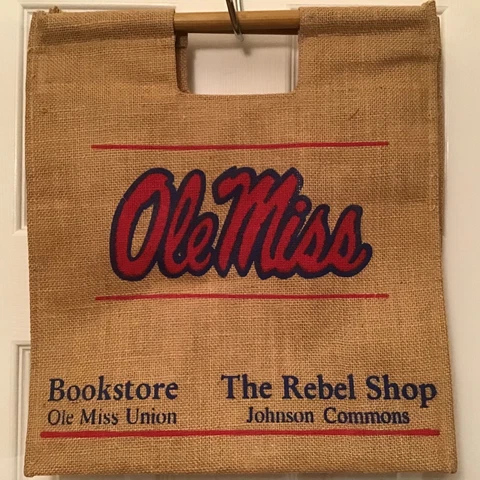 Ole Miss
Bookstore The Rebel Shop
Ole Miss Union Johnson Commons